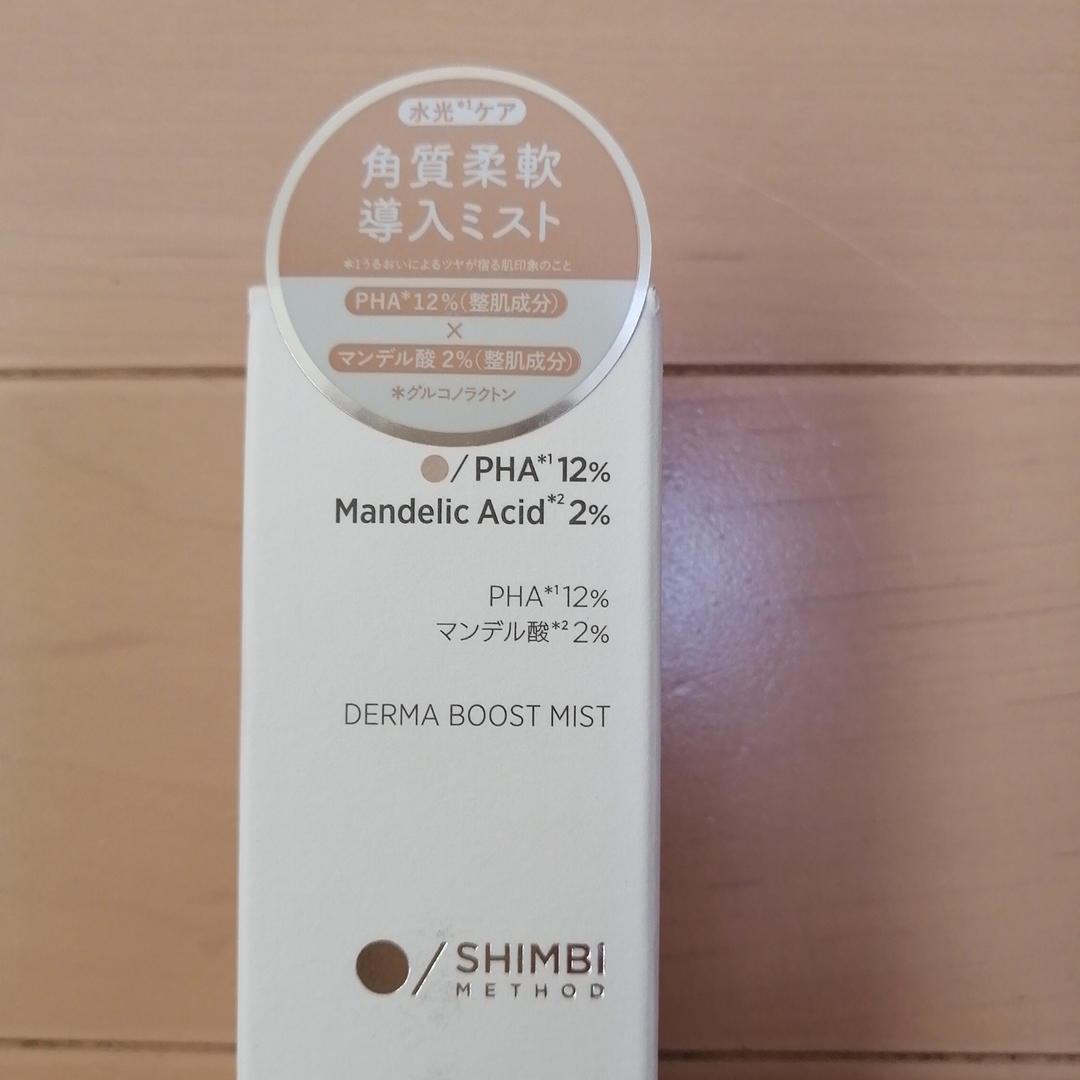 水光*1ケア
角質柔軟
導入ミスト
*1うるおいによるツヤが宿る肌印象のこと
PHA*12%(整肌成分)
×
マンデル酸 2%(整肌成分)
*グルコノラクトン
/ PHA*1 12%
Mandelic Acid*2 2%
PHA*1 12%
マンデル酸*2 2%
DERMA BOOST MIST
/ SHIMBI
METHOD